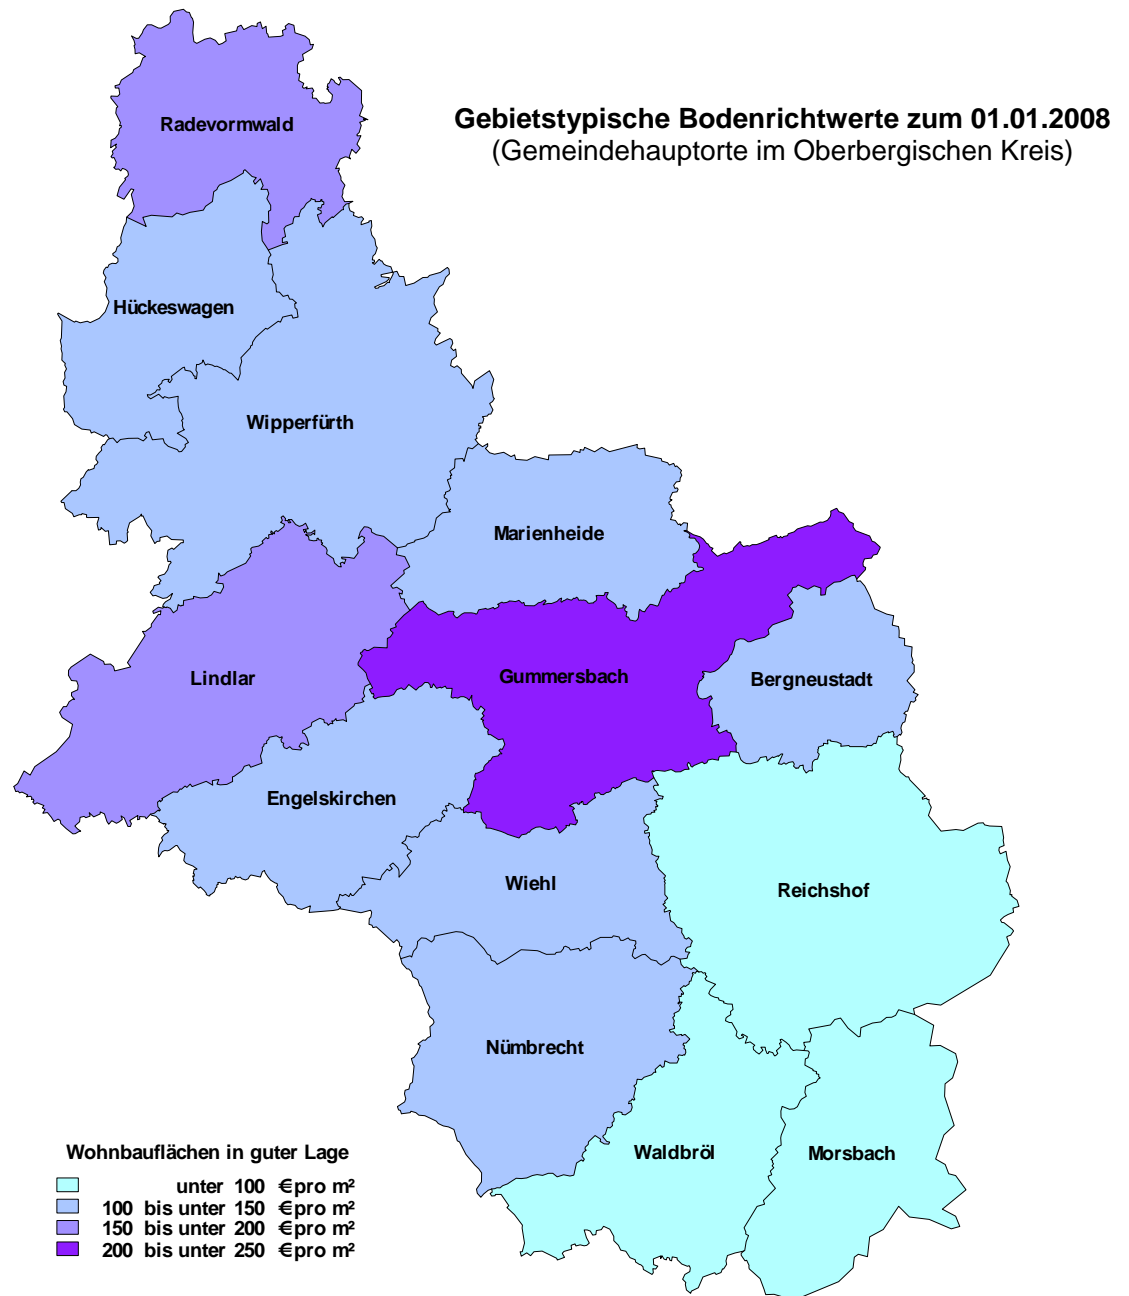 Gebietstypische Bodenrichtwerte zum 01.01.2008
(Gemeindehauptorte im Oberbergischen Kreis)
Radevormwald
Hückeswagen
Wipperfürth
Marienheide
Lindlar
Gummersbach
Bergneustadt
Engelskirchen
Wiehl
Reichshof
Nümbrecht
Waldbröl
Morsbach
Wohnbauflächen in guter Lage
unter 100 € pro m²
100 bis unter 150 € pro m²
150 bis unter 200 € pro m²
200 bis unter 250 € pro m²